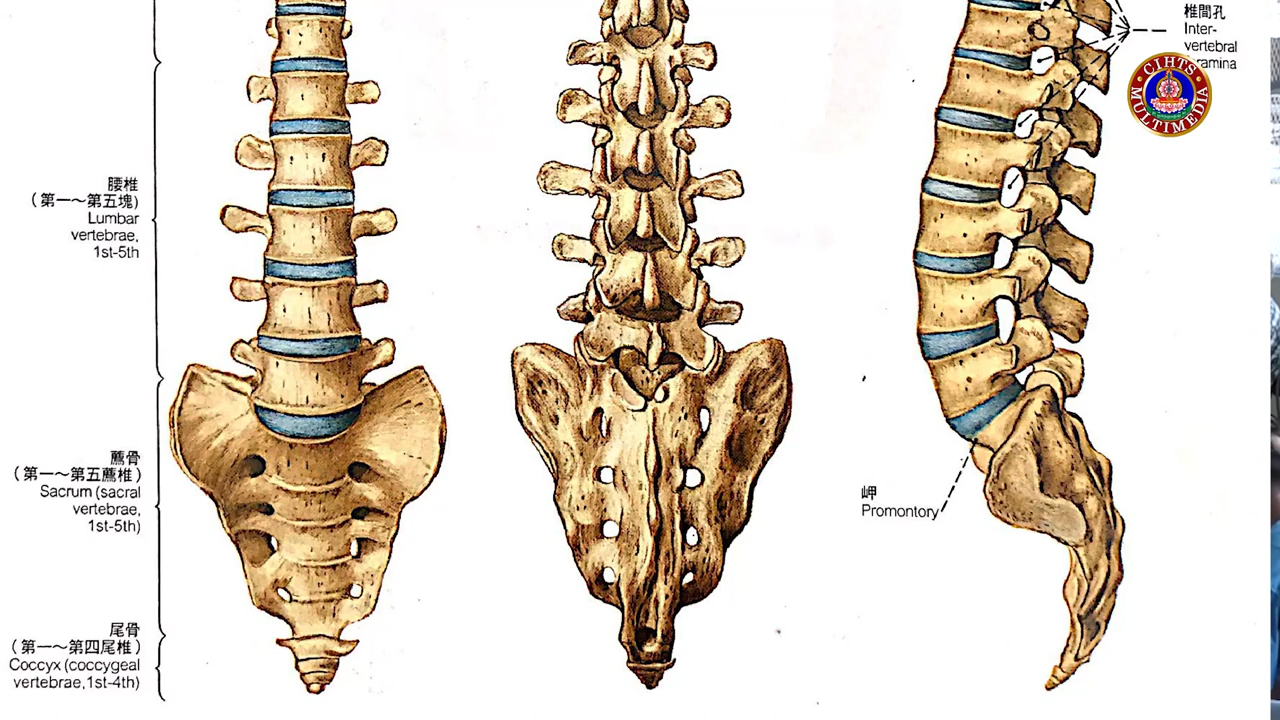 腰椎
(第一～第五塊)
Lumbar
vertebrae,
1st-5th
薦骨
(第一～第五薦椎)
Sacrum (sacral
vertebrae,
1st-5th)
尾骨
(第一～第四尾椎)
Coccyx (coccygeal
vertebrae,1st-4th)
岬
Promontory
椎間孔
Inter-
vertebral
CIHTS
MULTIMEDIA